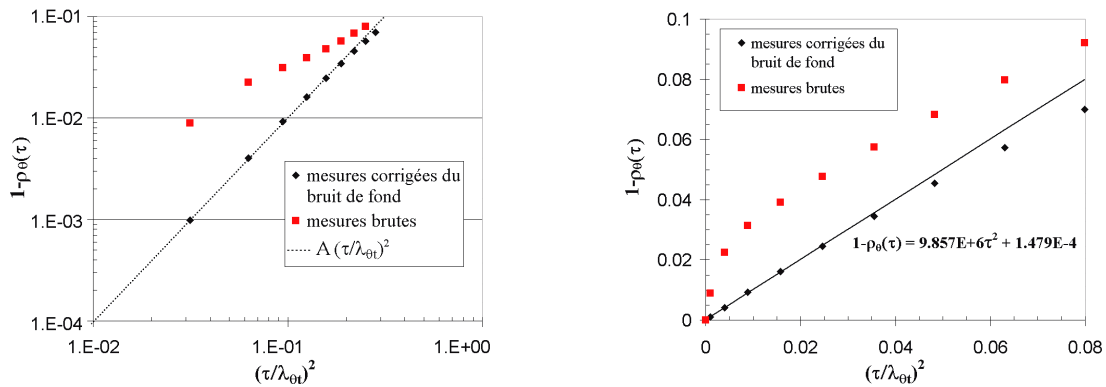 1.E-01
1.E-02
1.E-03
1.E-04
1-ρθ(τ)
mesures corrigées du
bruit de fond
mesures brutes
A (τ/λθt)²
1.E-02
1.E-01
1.E+00
(τ/λθt)²
0.1
0.08
0.06
0.04
0.02
0
1-ρθ(τ)
mesures corrigées du
bruit de fond
mesures brutes
1-ρθ(τ) = 9.857E+6τ² + 1.479E-4
0
0.02
0.04
0.06
0.08
(τ/λθt)²